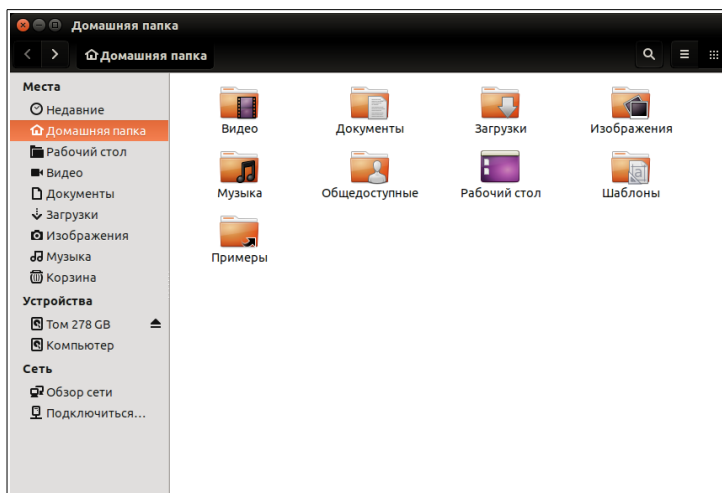 Домашняя папка
Домашняя папка
Места
Недавние
Домашняя папка
Рабочий стол
Видео
Документы
Загрузки
Изображения
Музыка
Корзина
Устройства
Том 278 GB
Компьютер
Сеть
Обзор сети
Подключиться...
Видео Документы Загрузки Изображения
Музыка Общедоступные Рабочий стол Шаблоны
Примеры